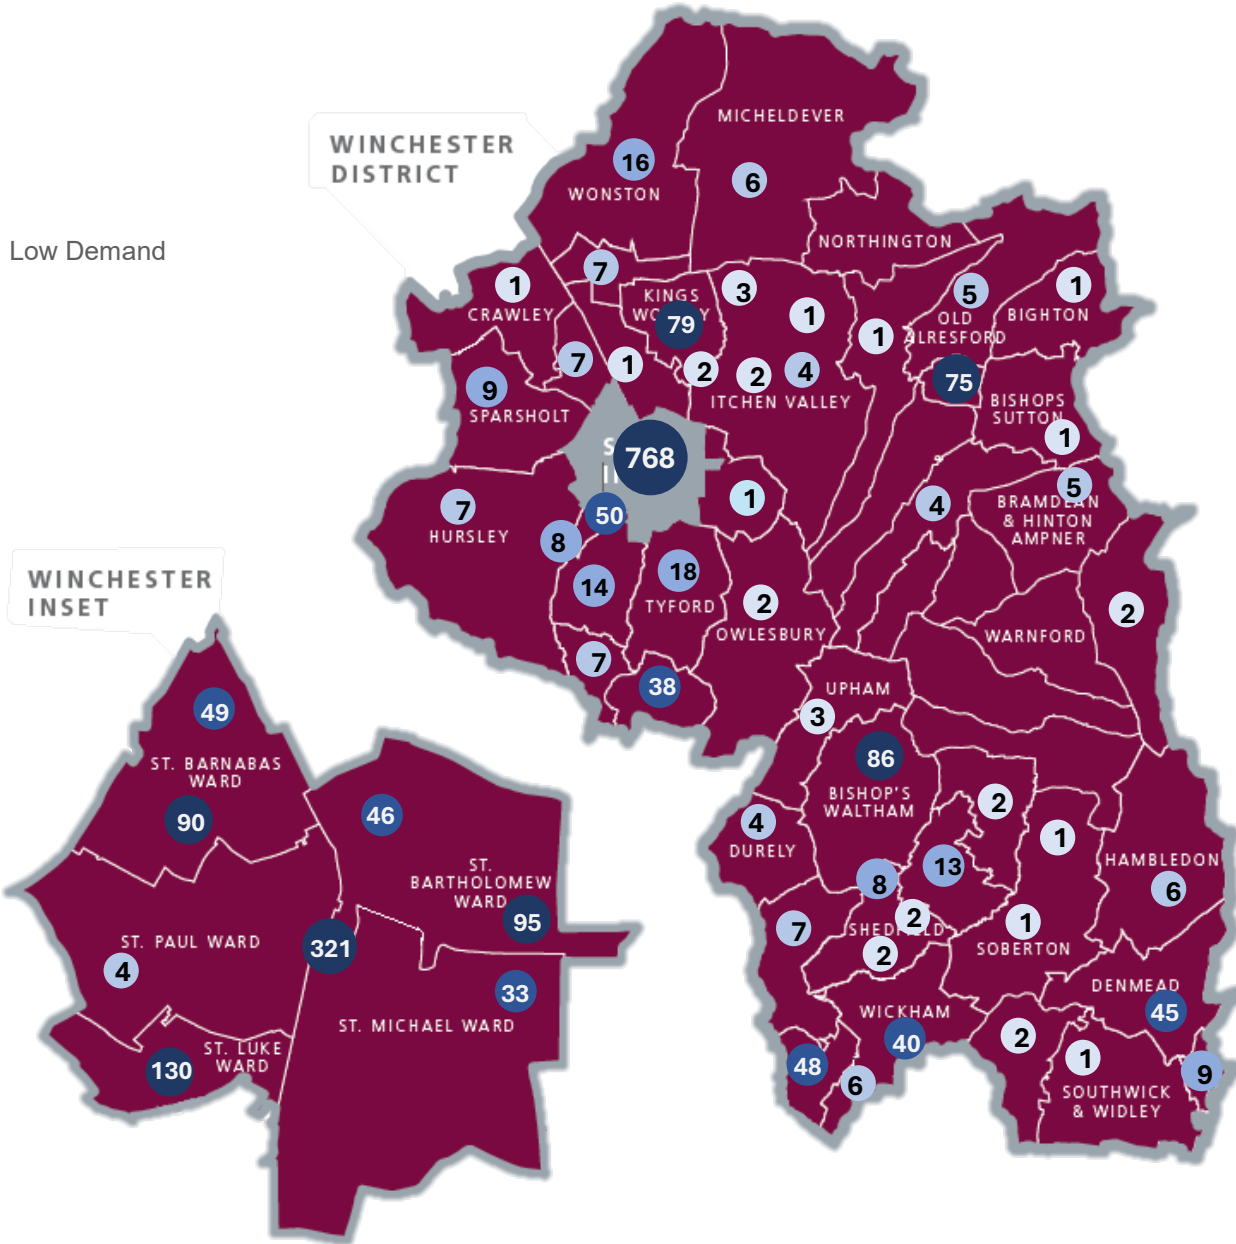 MICHELDEVER
WINCHESTER
DISTRICT
16
WONSTON
6
Low Demand
NORTHINGTON
7
1
CRAWLEY
KINGS
79
3
1
5
OLD
ALRESFORD
1
BIGHTON
1
7
1
2
2
4
ITCHEN VALLEY
75
9
SPARSHOLT
BISHOPS
SUTTON
1
768
50
1
7
HURSLEY
8
4
5
BRAMDEAN
& HINTON
AMPNER
14
18
TYFORD
2
OWLESBURY
WARNFORD
2
7
38
UPHAM
3
86
BISHOP'S
WALTHAM
2
4
DURELY
1
13
8
HAMBLEDON
6
7
2
SHEDFIELD
2
1
SOBERTON
DENMEAD
45
WICKHAM
40
48
6
2
1
9
SOUTHWICK
& WIDLEY
WINCHESTER
INSET
49
ST. BARNABAS
WARD
90
46
ST.
BARTHOLOMEW
WARD
95
ST. PAUL WARD
4
321
33
ST. MICHAEL WARD
ST. LUKE
WARD
130